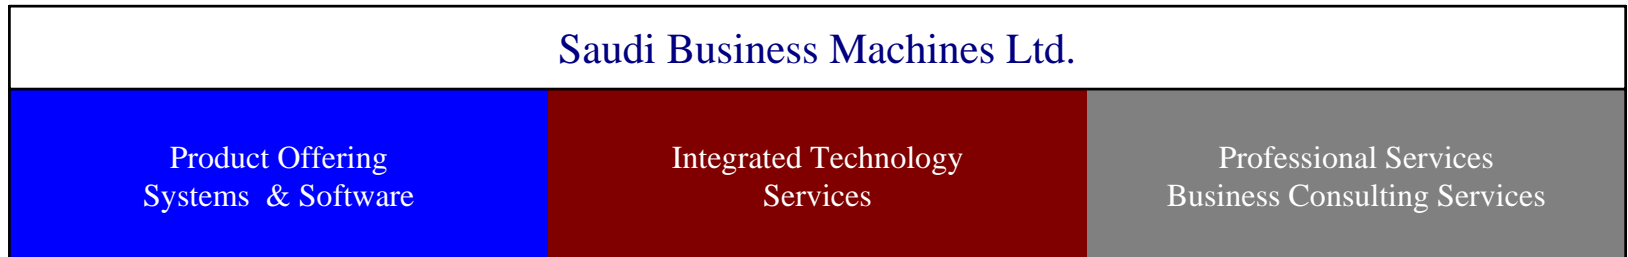 Saudi Business Machines Ltd.
Product Offering
Systems & Software
Integrated Technology
Services
Professional Services
Business Consulting Services